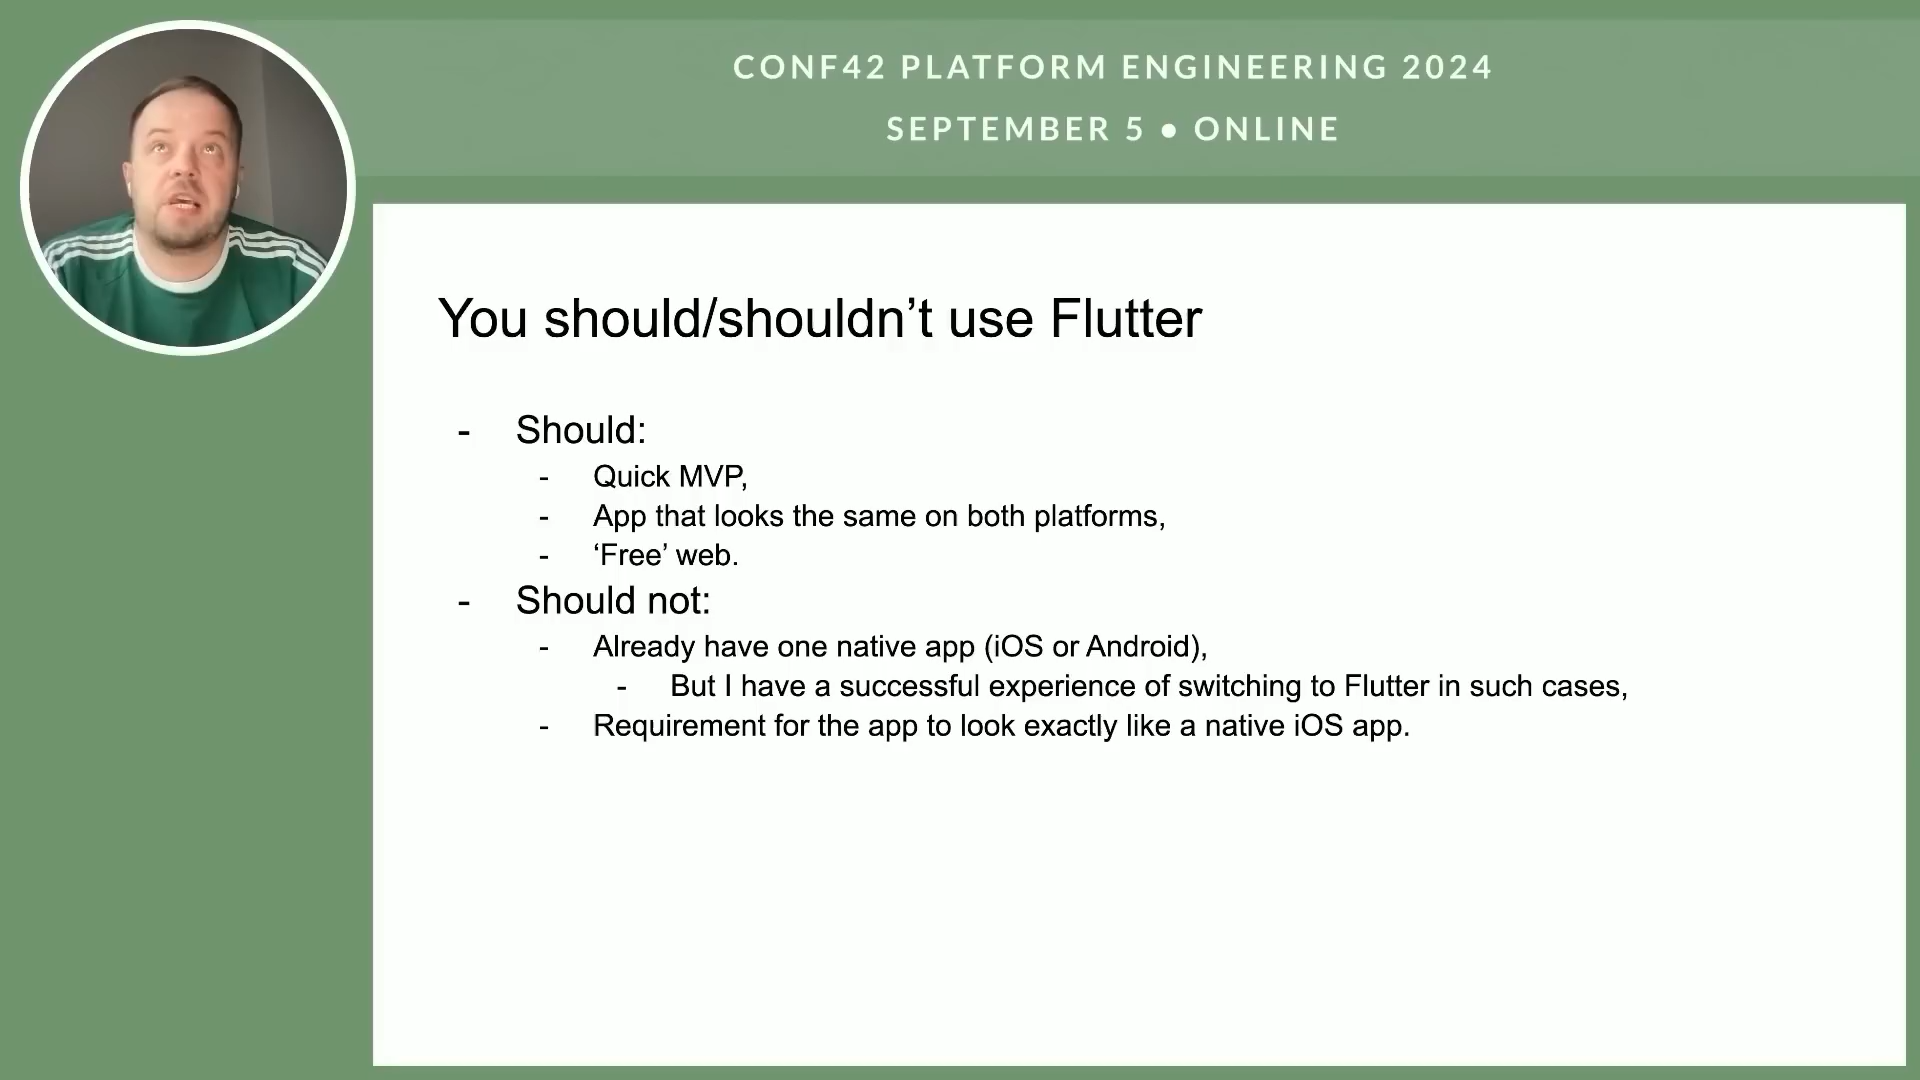 CONF42 PLATFORM ENGINEERING 2024
SEPTEMBER 5 ● ONLINE
You should/shouldn’t use Flutter
- Should:
- Quick MVP,
- App that looks the same on both platforms,
- ‘Free’ web.
- Should not:
- Already have one native app (iOS or Android),
- But I have a successful experience of switching to Flutter in such cases,
- Requirement for the app to look exactly like a native iOS app.